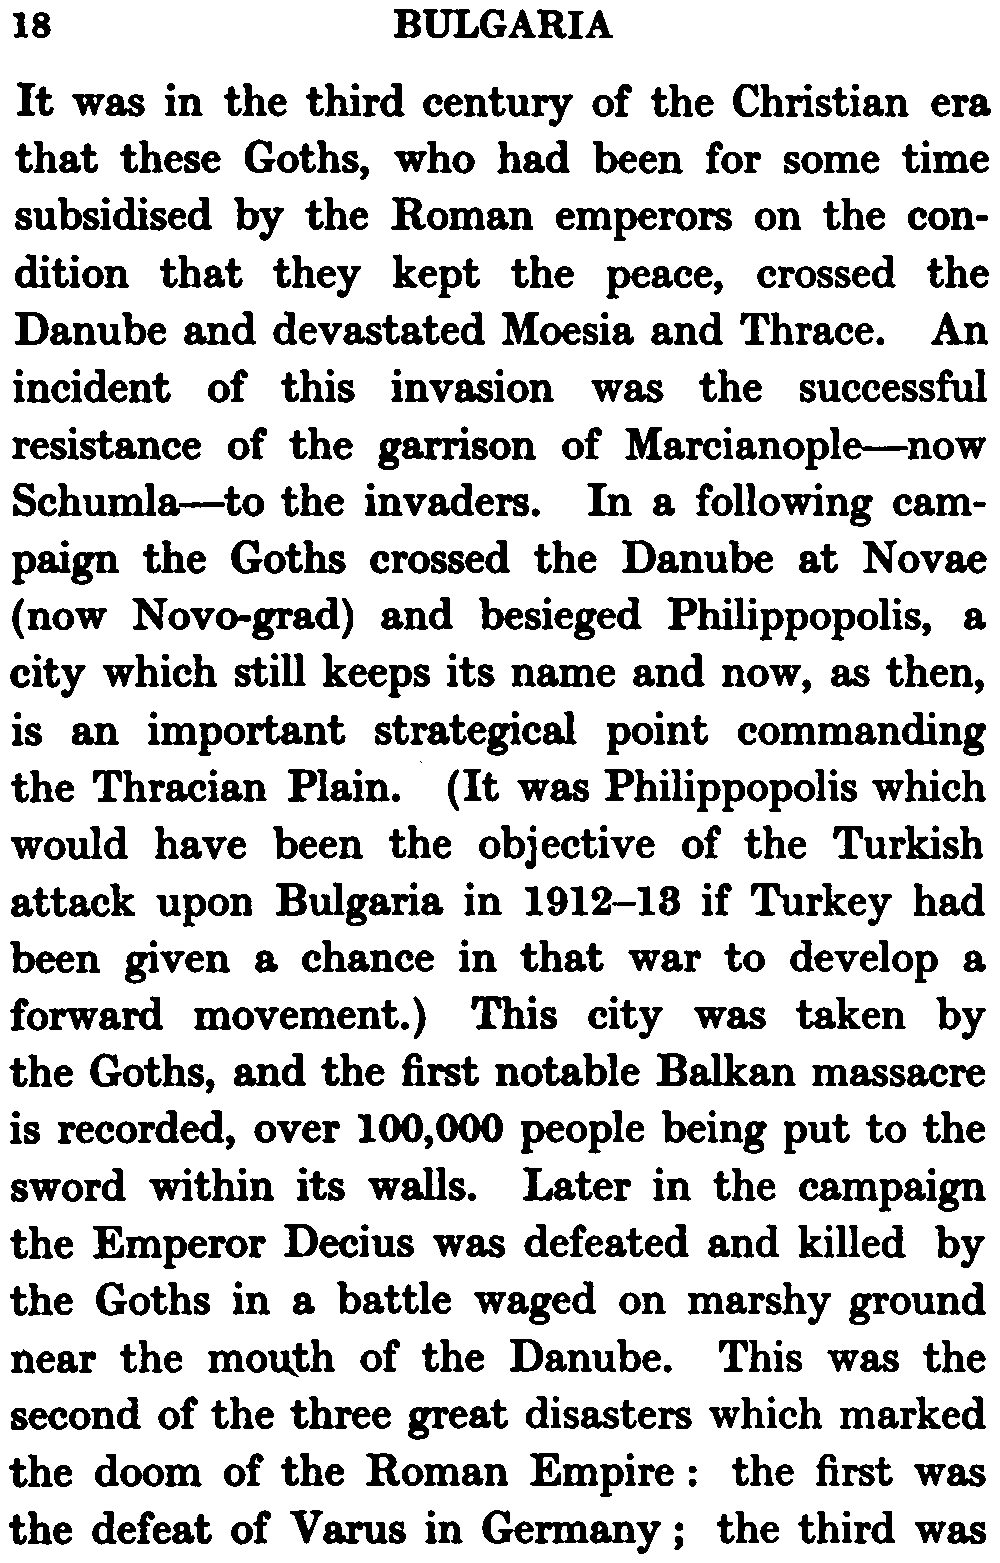 18 BULGARIA
It was in the third century of the Christian era
that these Goths, who had been for some time
subsidised by the Roman emperors on the con-
dition that they kept the peace, crossed the
Danube and devastated Moesia and Thrace. An
incident of this invasion was the successful
resistance of the garrison of Marcianople—now
Schumla—to the invaders. In a following cam-
paign the Goths crossed the Danube at Novae
(now Novo-grad) and besieged Philippopolis, a
city which still keeps its name and now, as then,
is an important strategical point commanding
the Thracian Plain. (It was Philippopolis which
would have been the objective of the Turkish
attack upon Bulgaria in 1912–13 if Turkey had
been given a chance in that war to develop a
forward movement.) This city was taken by
the Goths, and the first notable Balkan massacre
is recorded, over 100,000 people being put to the
sword within its walls. Later in the campaign
the Emperor Decius was defeated and killed by
the Goths in a battle waged on marshy ground
near the mouth of the Danube. This was the
second of the three great disasters which marked
the doom of the Roman Empire : the first was
the defeat of Varus in Germany ; the third was